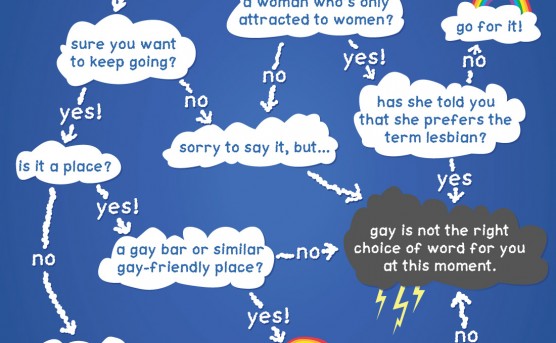 a woman who's only
attracted to women?
go for it!
sure you want
to keep going?
no
yes!
no
yes!
no
has she told you
that she prefers the
term lesbian?
sorry to say it, but...
is it a place?
yes
yes!
gay is not the right
choice of word for you
at this moment.
a gay bar or similar
gay-friendly place?
no
no
yes!
no